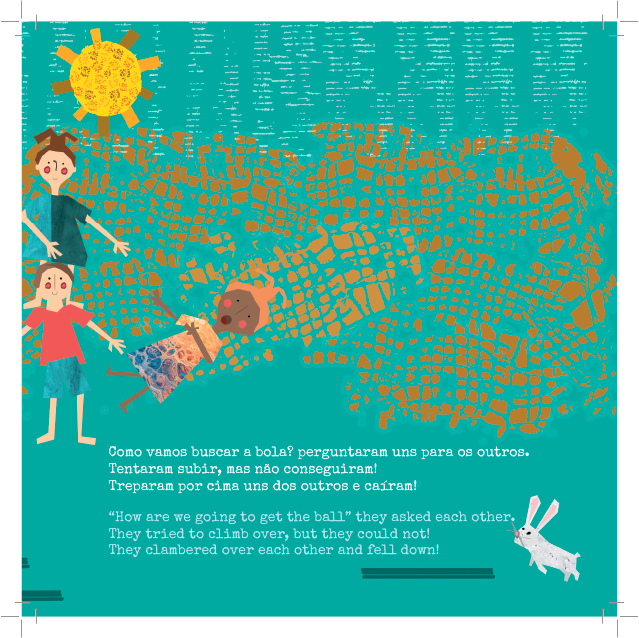 Como vamos buscar a bola? perguntaram uns para os outros.
Tentaram subir, mas não conseguiram!
Treparam por cima uns dos outros e caíram!
“How are we going to get the ball” they asked each other.
They tried to climb over, but they could not!
They clambered over each other and fell down!